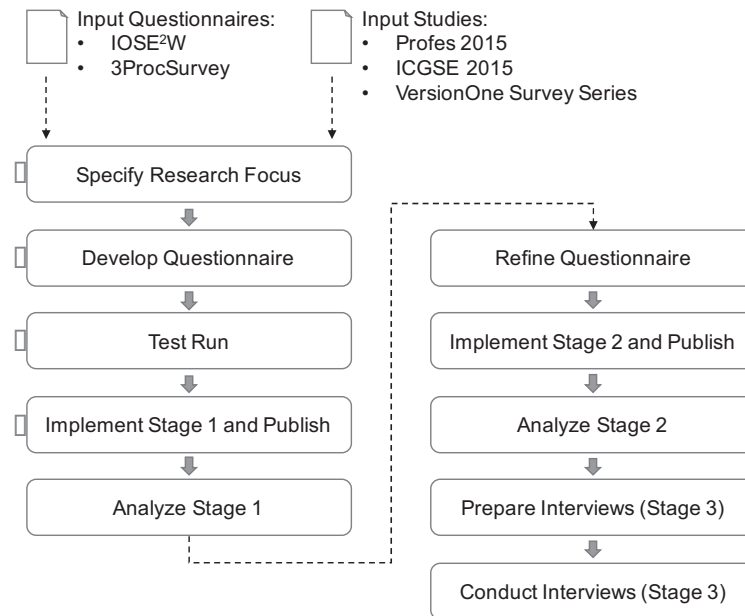 Input Questionnaires:
• IOSE²W
• 3ProcSurvey
Input Studies:
• Profes 2015
• ICGSE 2015
• VersionOne Survey Series
Specify Research Focus
Develop Questionnaire
Test Run
Implement Stage 1 and Publish
Analyze Stage 1
Refine Questionnaire
Implement Stage 2 and Publish
Analyze Stage 2
Prepare Interviews (Stage 3)
Conduct Interviews (Stage 3)